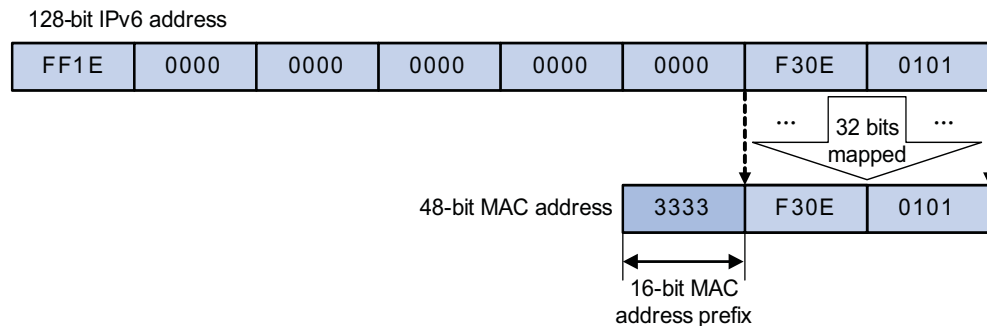 128-bit IPv6 address
FF1E 0000 0000 0000 0000 0000 F30E 0101
... 32 bits ...
mapped
48-bit MAC address 3333 F30E 0101
16-bit MAC
address prefix